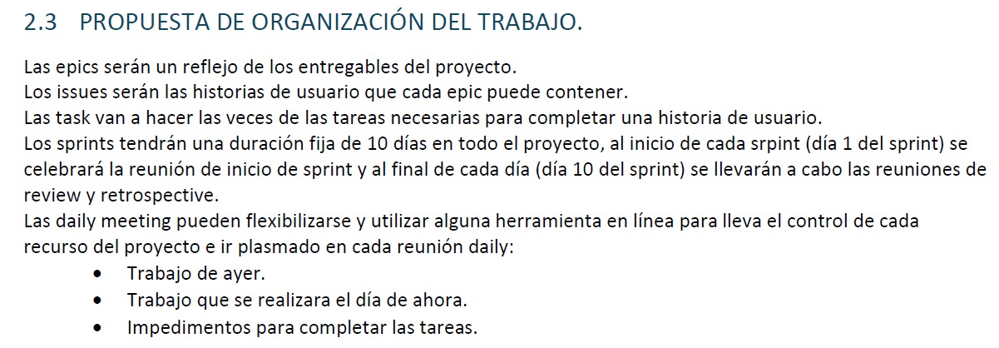 2.3 PROPUESTA DE ORGANIZACIÓN DEL TRABAJO.
Las epics serán un reflejo de los entregables del proyecto.
Los issues serán las historias de usuario que cada epic puede contener.
Las task van a hacer las veces de las tareas necesarias para completar una historia de usuario.
Los sprints tendrán una duración fija de 10 días en todo el proyecto, al inicio de cada srpint (día 1 del sprint) se
celebrará la reunión de inicio de sprint y al final de cada día (día 10 del sprint) se llevarán a cabo las reuniones de
review y retrospective.
Las daily meeting pueden flexibilizarse y utilizar alguna herramienta en línea para lleva el control de cada
recurso del proyecto e ir plasmado en cada reunión daily:
• Trabajo de ayer.
• Trabajo que se realizara el día de ahora.
• Impedimentos para completar las tareas.